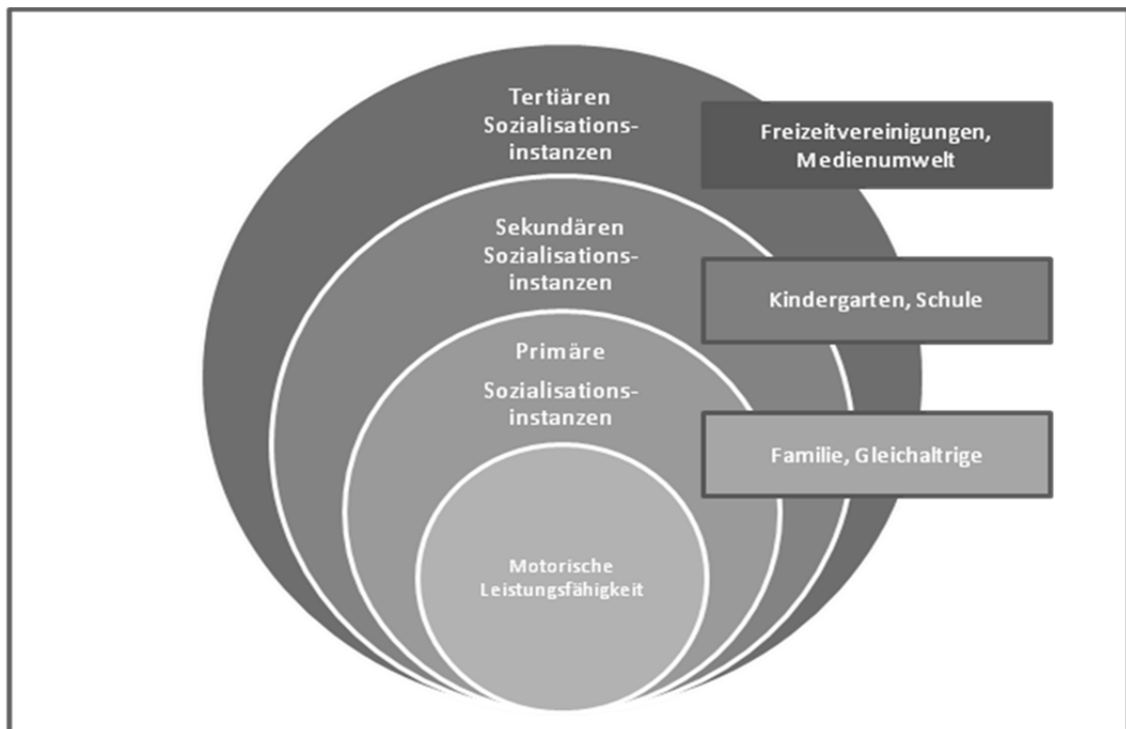 Tertiären
Sozialisations-
instanzen
Freizeitvereinigungen,
Medienumwelt
Sekundären
Sozialisations-
instanzen
Kindergarten, Schule
Primäre
Sozialisations-
instanzen
Familie, Gleichaltrige
Motorische
Leistungsfähigkeit